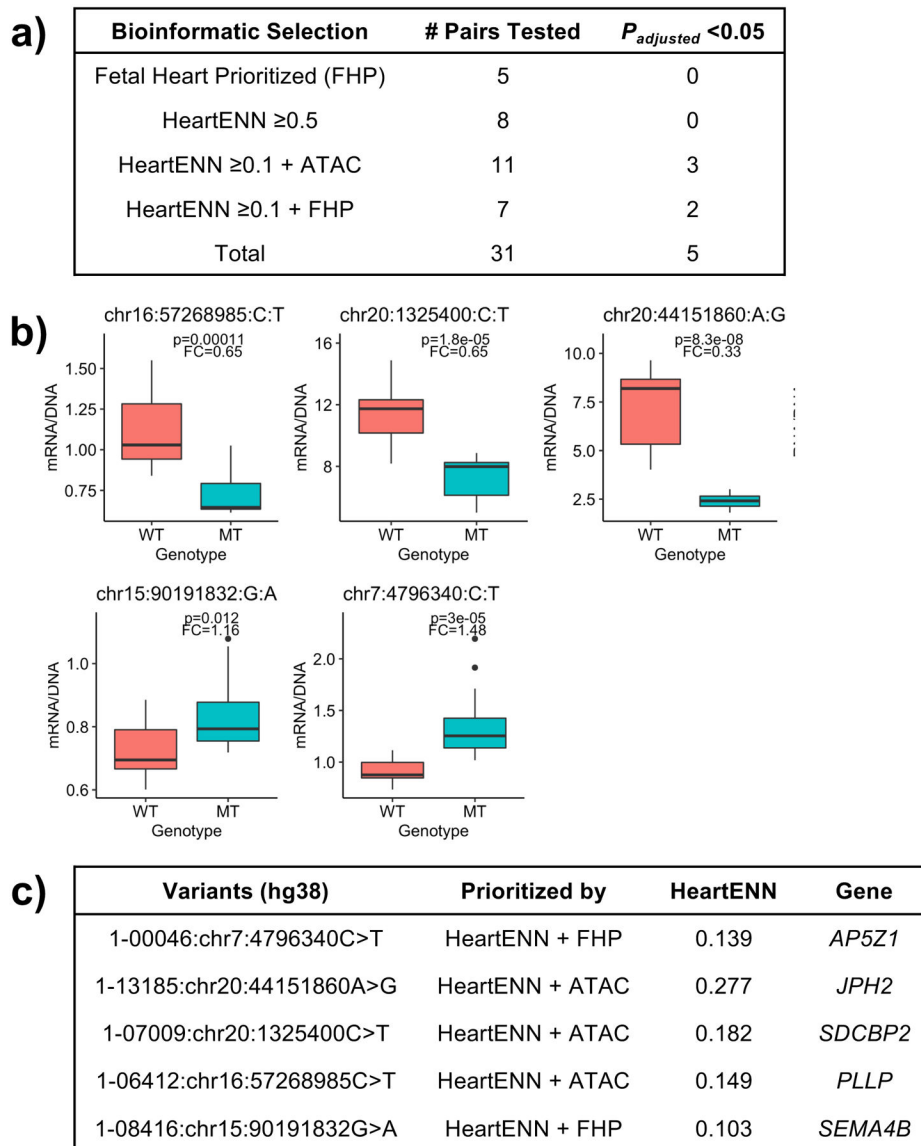 a)
Bioinformatic Selection # Pairs Tested P adjusted <0.05
Fetal Heart Prioritized (FHP) 5 0
HeartENN ≥0.5 8 0
HeartENN ≥0.1 + ATAC 11 3
HeartENN ≥0.1 + FHP 7 2
Total 31 5
b)
chr16:57268985:C:T
p=0.00011
FC=0.65
mRNA/DNA
1.50
1.25
1.00
0.75
WT MT
Genotype
chr20:1325400:C:T
p=1.8e-05
FC=0.65
mRNA/DNA
16
12
8
WT MT
Genotype
chr20:44151860:A:G
p=8.3e-08
FC=0.33
mRNA/DNA
10.0
7.5
5.0
2.5
WT MT
Genotype
chr15:90191832:G:A
p=0.012
FC=1.16
mRNA/DNA
1.0
0.8
0.6
WT MT
Genotype
chr7:4796340:C:T
p=3e-05
FC=1.48
mRNA/DNA
2.0
1.5
1.0
WT MT
Genotype
c)
Variants (hg38) Prioritized by HeartENN Gene
1-00046:chr7:4796340C>T HeartENN + FHP 0.139 AP5Z1
1-13185:chr20:44151860A>G HeartENN + ATAC 0.277 JPH2
1-07009:chr20:1325400C>T HeartENN + ATAC 0.182 SDCBP2
1-06412:chr16:57268985C>T HeartENN + ATAC 0.149 PLLP
1-08416:chr15:90191832G>A HeartENN + FHP 0.103 SEMA4B